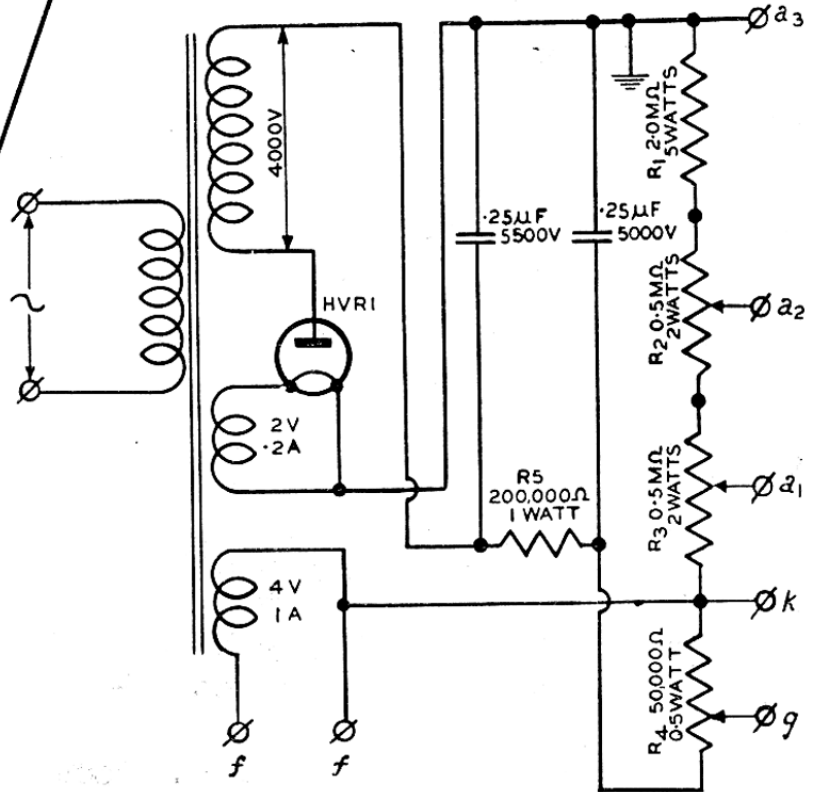 a3
4000V
R1 2.0MΩ
5WATTS
·25μF
5500V
·25μF
5000V
HVR1
R2 0·5MΩ
2WATTS
a2
2V
·2A
R5
200,000Ω
1 WATT
R3 0·5MΩ
2WATTS
a1
4V
1A
k
R4 50,000Ω
0·5WATT
g
f
f